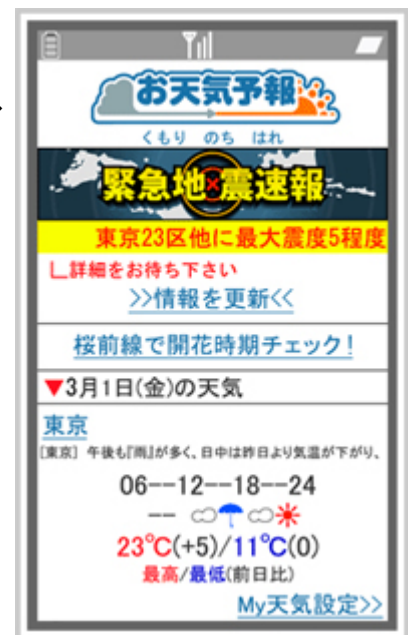 お天気予報
くもり のち はれ
緊急地震速報
東京23区他に最大震度5程度
詳細をお待ち下さい
>>情報を更新<<
桜前線で開花時期チェック!
▼3月1日(金)の天気
東京
[東京] 午後も『雨』が多く、日中は昨日より気温が下がり、
06--12--18--24
--
23℃(+5)/11℃(0)
最高/最低(前日比)
My天気設定>>